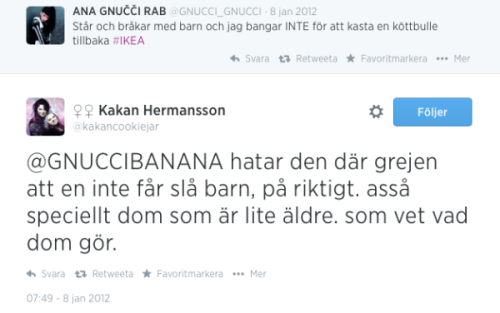 ANA GNUČČI RAB @GNUCCI_GNUCCI · 8 jan 2012
Står och bråkar med barn och jag bangar INTE för att kasta en köttbulle
tillbaka #IKEA
Svara Retweeta Favoritmarkera Mer
♀♀ Kakan Hermansson
@kakancookiejar
Följer
@GNUCCIBANANA hatar den där grejen
att en inte får slå barn, på riktigt. asså
speciellt dom som är lite äldre. som vet vad
dom gör.
Svara Retweeta Favoritmarkera Mer
07:49 - 8 jan 2012